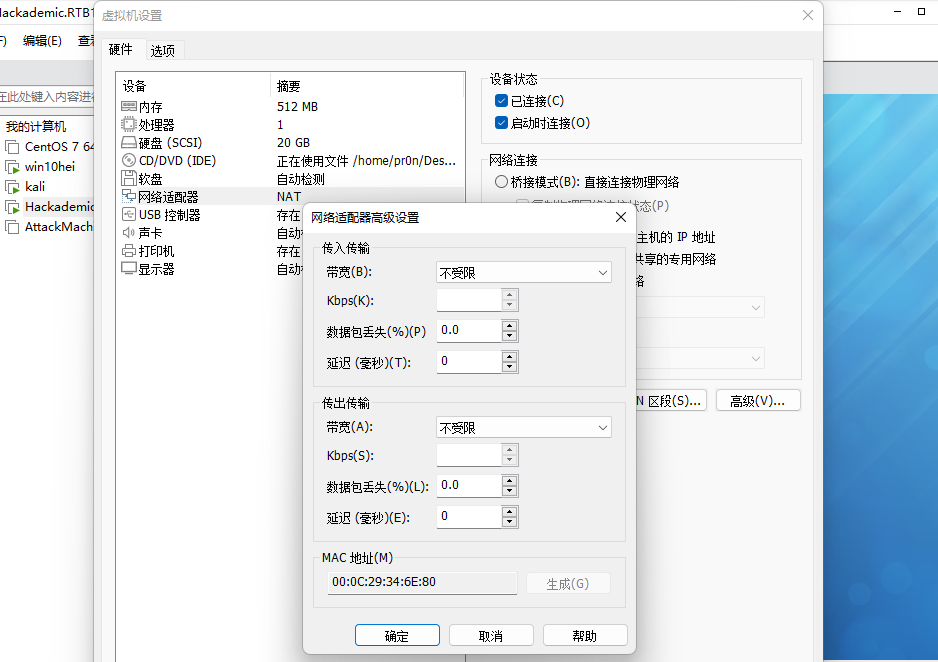 Hackademic.RTB1
虚拟机设置
编辑(E)
查看
硬件
选项
在此处键入内容进行
我的计算机
CentOS 7 64
win10hei
kali
Hackademic
AttackMach
设备
摘要
内存
512 MB
处理器
1
硬盘 (SCSI)
20 GB
CD/DVD (IDE)
正在使用文件 /home/pr0n/Des...
软盘
自动检测
网络适配器
NAT
USB 控制器
存在
声卡
自动
打印机
存在
显示器
自动
设备状态
已连接(C)
启动时连接(O)
网络连接
桥接模式(B): 直接连接物理网络
状态(P)
主机的 IP 地址
共享的专用网络
络
N 区段(S)...
高级(V)...
网络适配器高级设置
传入传输
带宽(B):
不受限
Kbps(K):
数据包丢失(%)(P)
0.0
延迟 (毫秒)(T):
0
传出传输
带宽(A):
不受限
Kbps(S):
数据包丢失(%)(L):
0.0
延迟 (毫秒)(E):
0
MAC 地址(M)
00:0C:29:34:6E:80
生成(G)
确定
取消
帮助